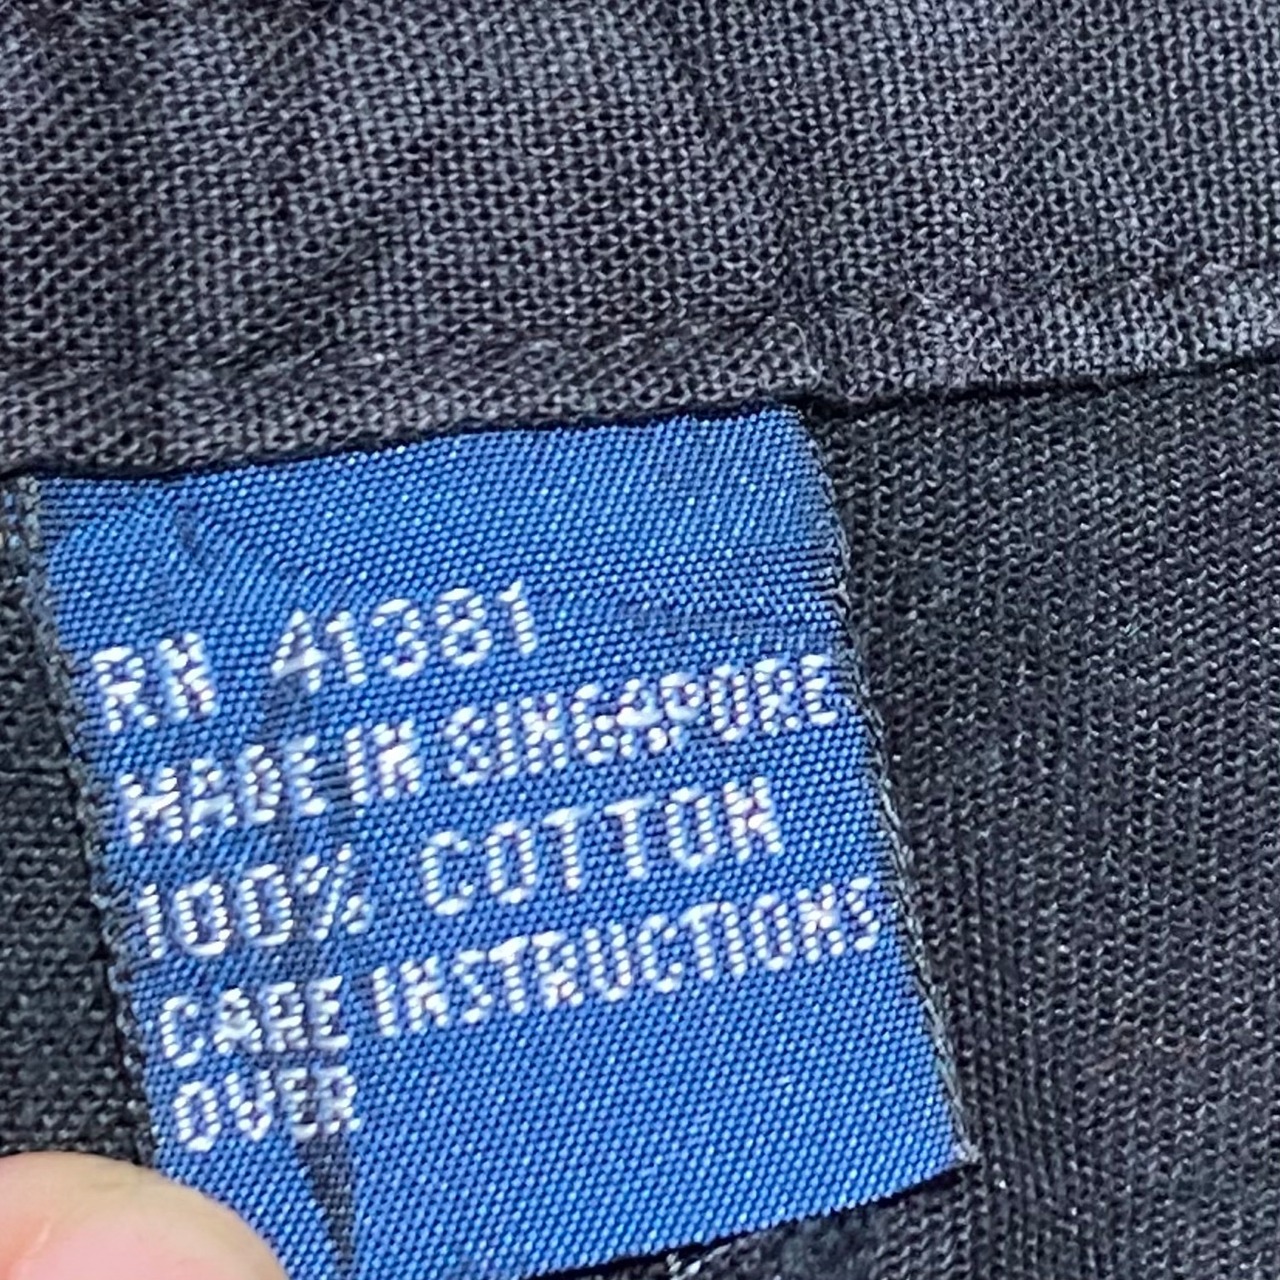 RN 41381
MADE IN SINGAPORE
100% COTTON
CARE INSTRUCTIONS
OVER